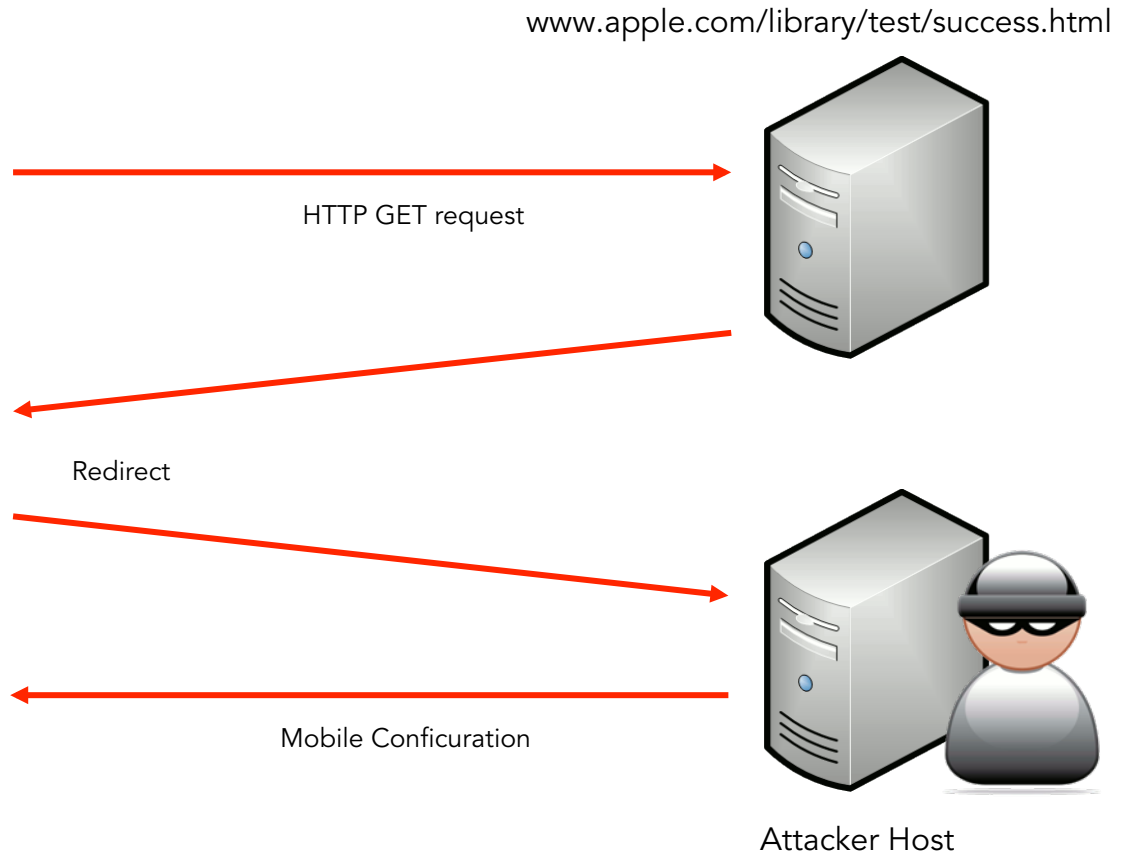 www.apple.com/library/test/success.html
HTTP GET request
Redirect
Mobile Conficuration
Attacker Host